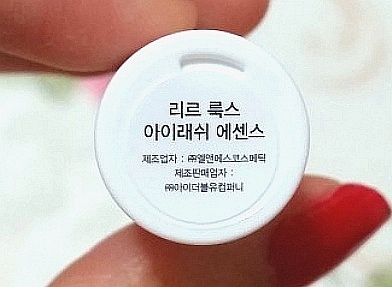 리르 룩스
아이래쉬 에센스
제조업자 : ㈜엘앤에스코스메틱
제조판매업자 :
㈜아이더블유컴퍼니